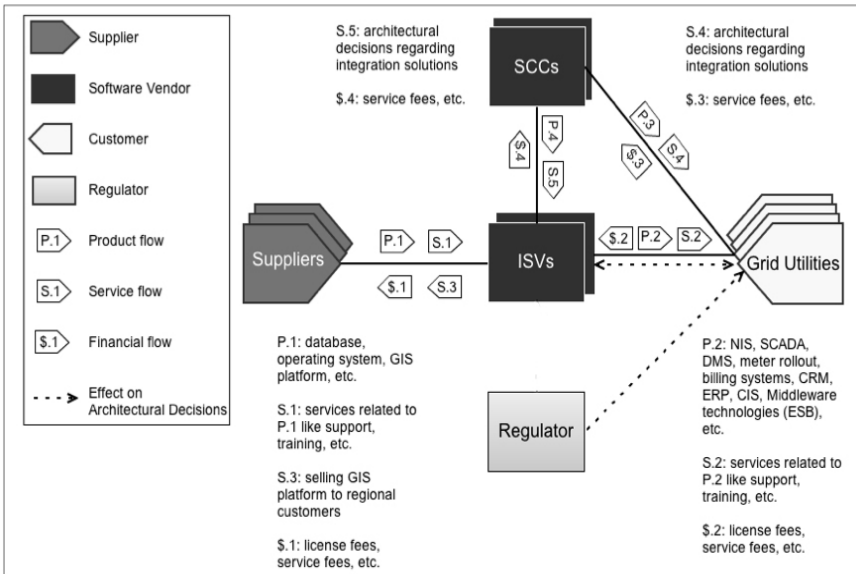 Supplier
Software Vendor
Customer
Regulator
P.1
Product flow
S.1
Service flow
$.1
Financial flow
Effect on
Architectural Decisions
S.5: architectural
decisions regarding
integration solutions
$.4: service fees, etc.
SCCs
S.4: architectural
decisions regarding
integration solutions
$.3: service fees, etc.
P.3
S.4
$.3
$.4
P.4
S.5
Suppliers
P.1
S.1
$.1
S.3
ISVs
$.2
P.2
S.2
Grid Utilities
P.1: database,
operating system, GIS
platform, etc.
S.1: services related to
P.1 like support,
training, etc.
S.3: selling GIS
platform to regional
customers
$.1: license fees,
service fees, etc.
Regulator
P.2: NIS, SCADA,
DMS, meter rollout,
billing systems, CRM,
ERP, CIS, Middleware
technologies (ESB),
etc.
S.2: services related to
P.2 like support,
training, etc.
$.2: license fees,
service fees, etc.